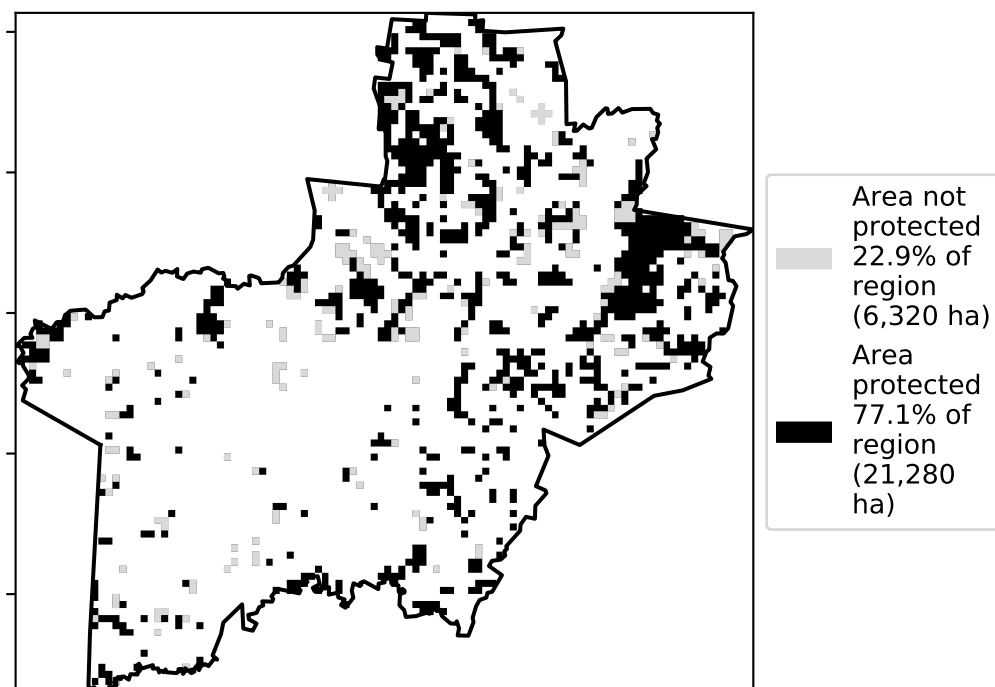 Area not
protected
22.9% of
region
(6,320 ha)
Area
protected
77.1% of
region
(21,280
ha)